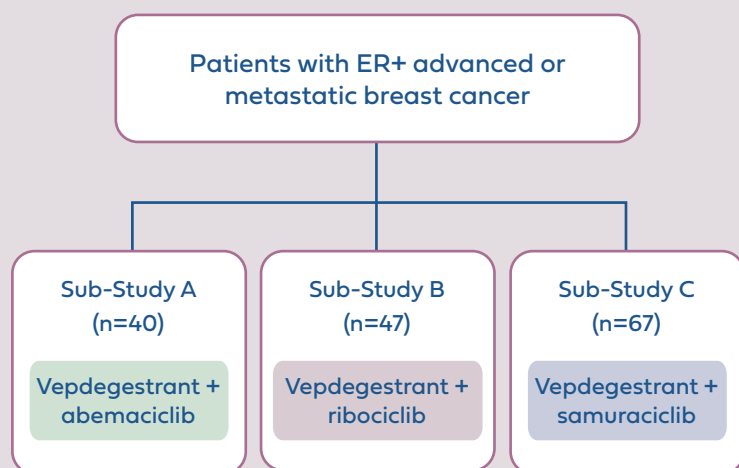 Patients with ER+ advanced or
metastatic breast cancer
Sub-Study A
(n=40)
Vepdegestrant +
abemaciclib
Sub-Study B
(n=47)
Vepdegestrant +
ribociclib
Sub-Study C
(n=67)
Vepdegestrant +
samuraciclib